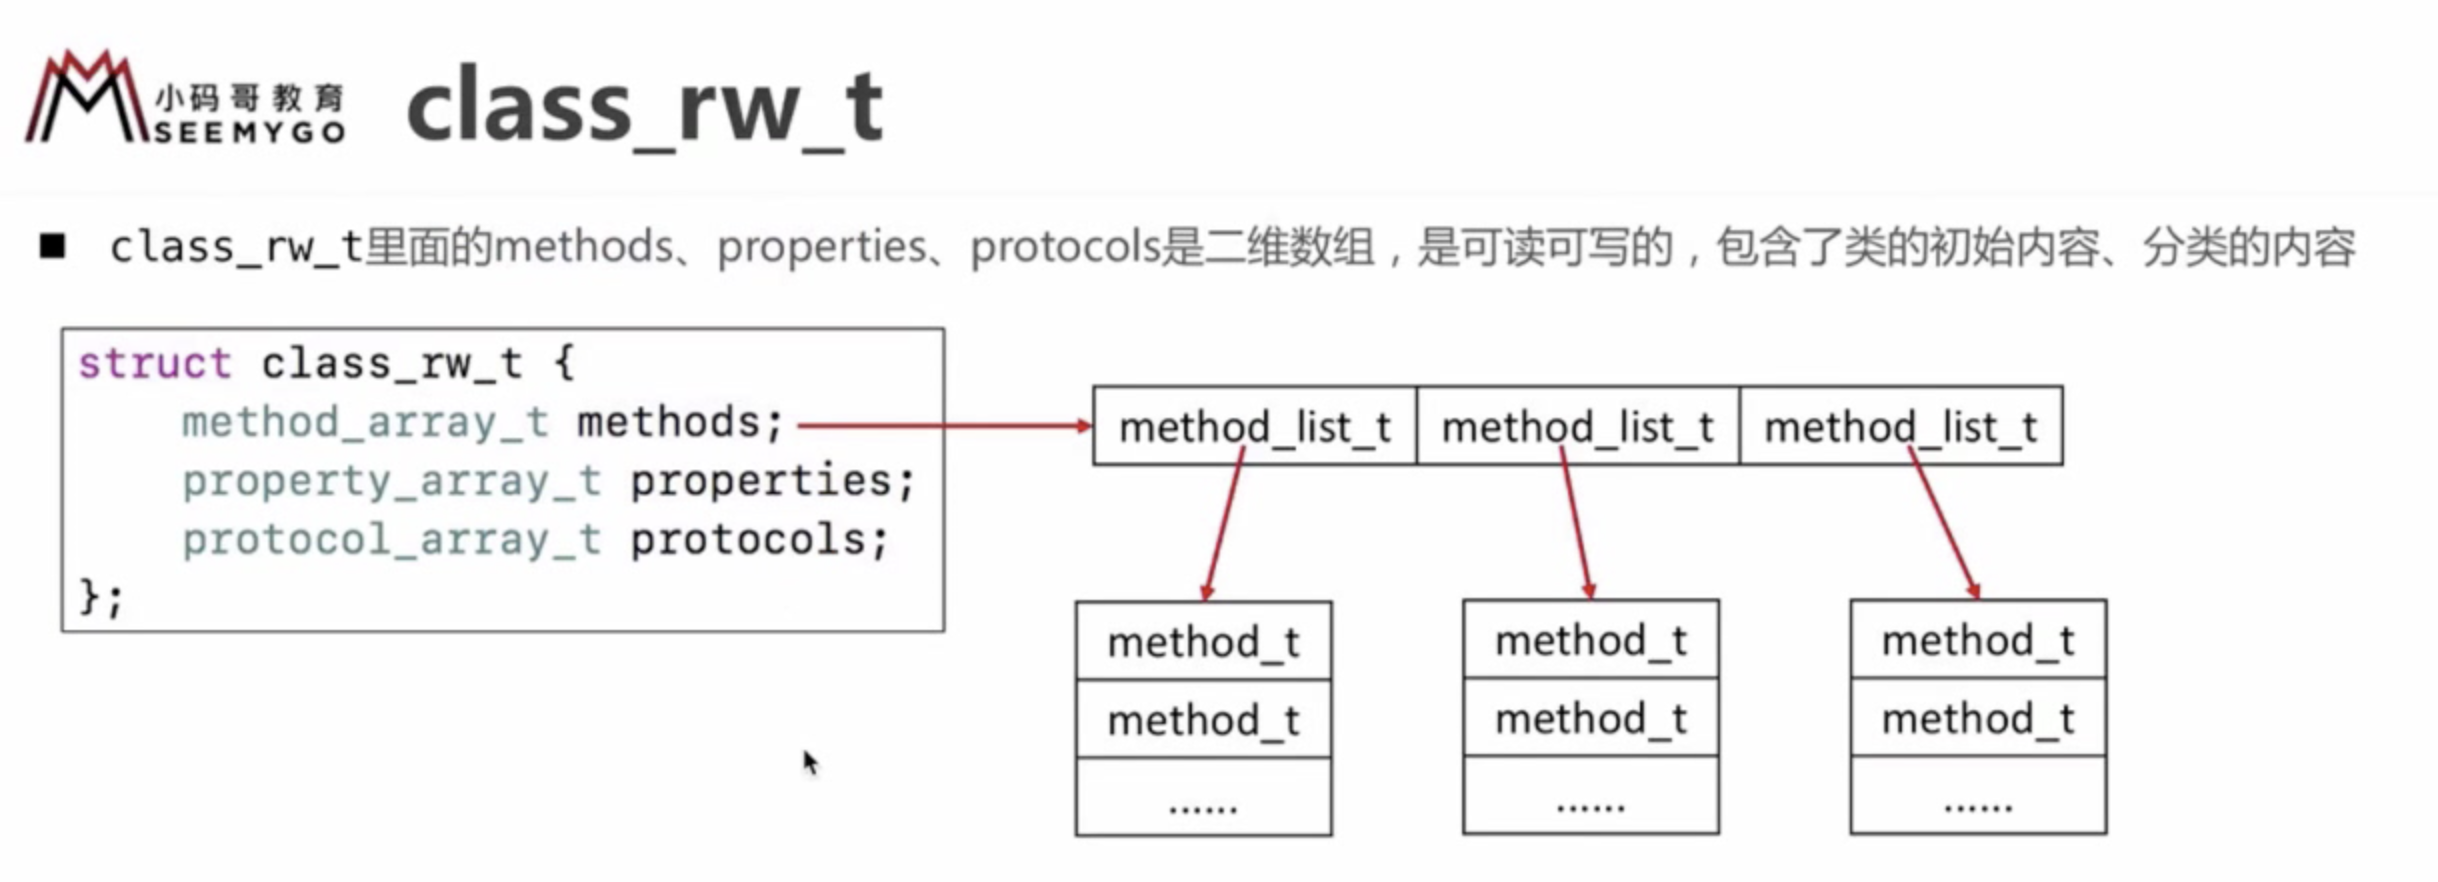 小码哥教育
SEEMYGO
class_rw_t
class_rw_t里面的methods、properties、protocols是二维数组，是可读可写的，包含了类的初始内容、分类的内容
struct class_rw_t {
method_array_t methods;
property_array_t properties;
protocol_array_t protocols;
};
method_list_t method_list_t method_list_t
method_t method_t method_t
method_t method_t method_t
...... ...... ......